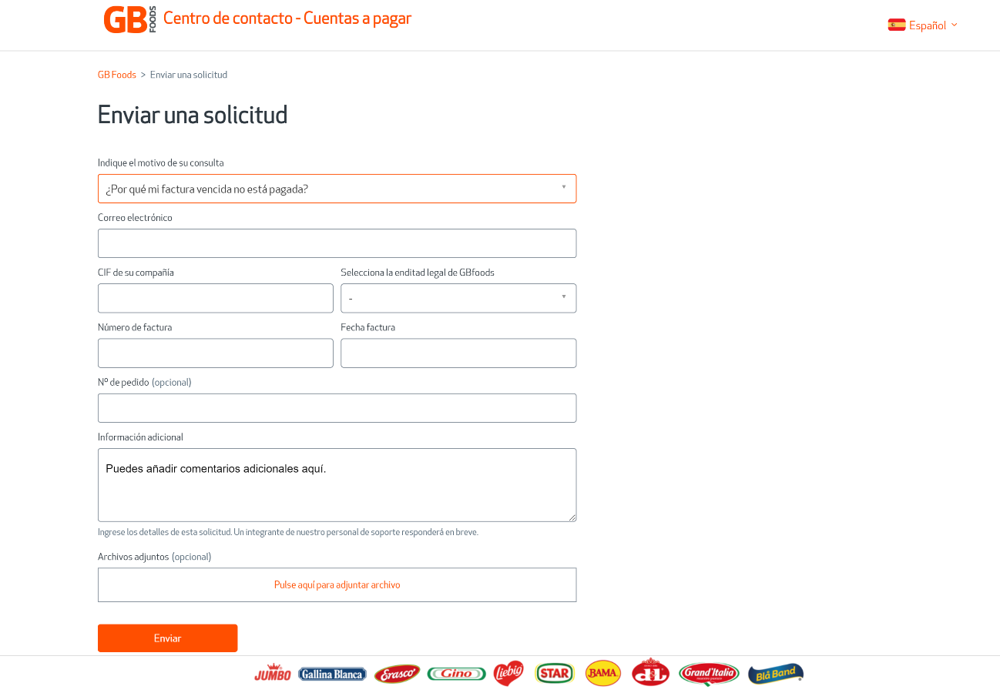 GB FOODS Centro de contacto - Cuentas a pagar
Español
GB Foods > Enviar una solicitud
Enviar una solicitud
Indique el motivo de su consulta
¿Por qué mi factura vencida no está pagada?
Correo electrónico
CIF de su compañía
Selecciona la enditad legal de GBfoods
-
Número de factura
Fecha factura
Nº de pedido (opcional)
Información adicional
Puedes añadir comentarios adicionales aquí.
Ingrese los detalles de esta solicitud. Un integrante de nuestro personal de soporte responderá en breve.
Archivos adjuntos (opcional)
Pulse aquí para adjuntar archivo
Enviar
JUMBO Gallina Blanca Erasco Gino Liebig STAR BAMA. d&L Grand'Italia Blå Band